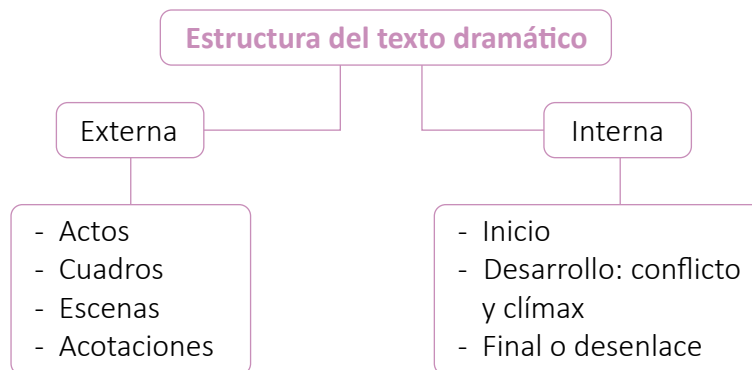 Estructura del texto dramático
Externa
- Actos
- Cuadros
- Escenas
- Acotaciones
Interna
- Inicio
- Desarrollo: conflicto
y clímax
- Final o desenlace